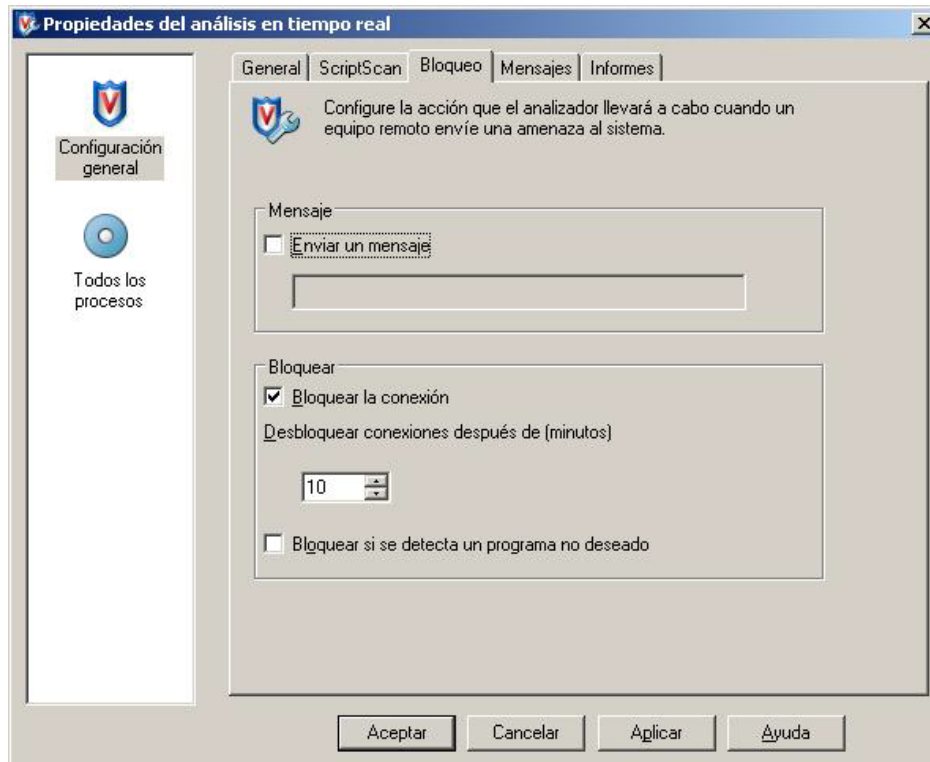 Propiedades del análisis en tiempo real
Configuración
general
Todos los
procesos
General
ScriptScan
Bloqueo
Mensajes
Informes
Configure la acción que el analizador llevará a cabo cuando un
equipo remoto envíe una amenaza al sistema.
Mensaje
Enviar un mensaje
Bloquear
Bloquear la conexión
Desbloquear conexiones después de (minutos)
10
Bloquear si se detecta un programa no deseado
Aceptar
Cancelar
Aplicar
Ayuda